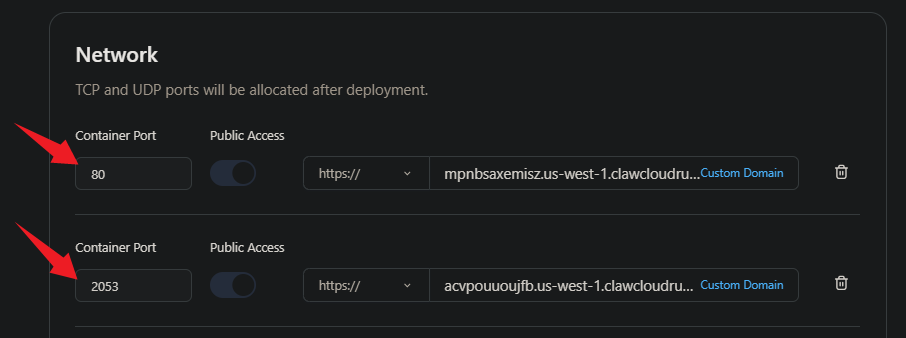 Network
TCP and UDP ports will be allocated after deployment.
Container Port Public Access
80 https:// mpnbsaxemisz.us-west-1.clawcloudru... Custom Domain
Container Port Public Access
2053 https:// acvpouuoujfb.us-west-1.clawcloudru... Custom Domain